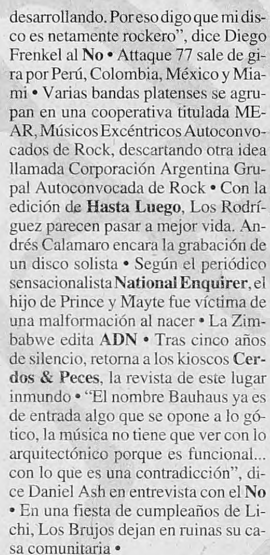 desarrollando. Por eso digo que mi dis-
co es netamente rockero", dice Diego
Frenkel al No • Attaque 77 sale de gi-
ra por Perú, Colombia, México y Mia-
mi • Varias bandas platenses se agru-
pan en una cooperativa titulada ME-
AR, Músicos Excéntricos Autoconvo-
cados de Rock, descartando otra idea
llamada Corporación Argentina Gru-
pal Autoconvocada de Rock • Con la
edición de Hasta Luego, Los Rodrí-
guez parecen pasar a mejor vida. An-
drés Calamaro encara la grabación de
un disco solista • Según el periódico
sensacionalista National Enquirer, el
hijo de Prince y Mayte fue víctima de
una malformación al nacer • La Zim-
babwe edita ADN • Tras cinco años
de silencio, retorna a los kioscos Cer-
dos & Peces, la revista de este lugar
inmundo • "El nombre Bauhaus ya es
de entrada algo que se opone a lo gó-
tico, la música no tiene que ver con lo
arquitectónico porque es funcional...
con lo que es una contradicción", di-
ce Daniel Ash en entrevista con el No
• En una fiesta de cumpleaños de Li-
chi, Los Brujos dejan en ruinas su ca-
sa comunitaria •